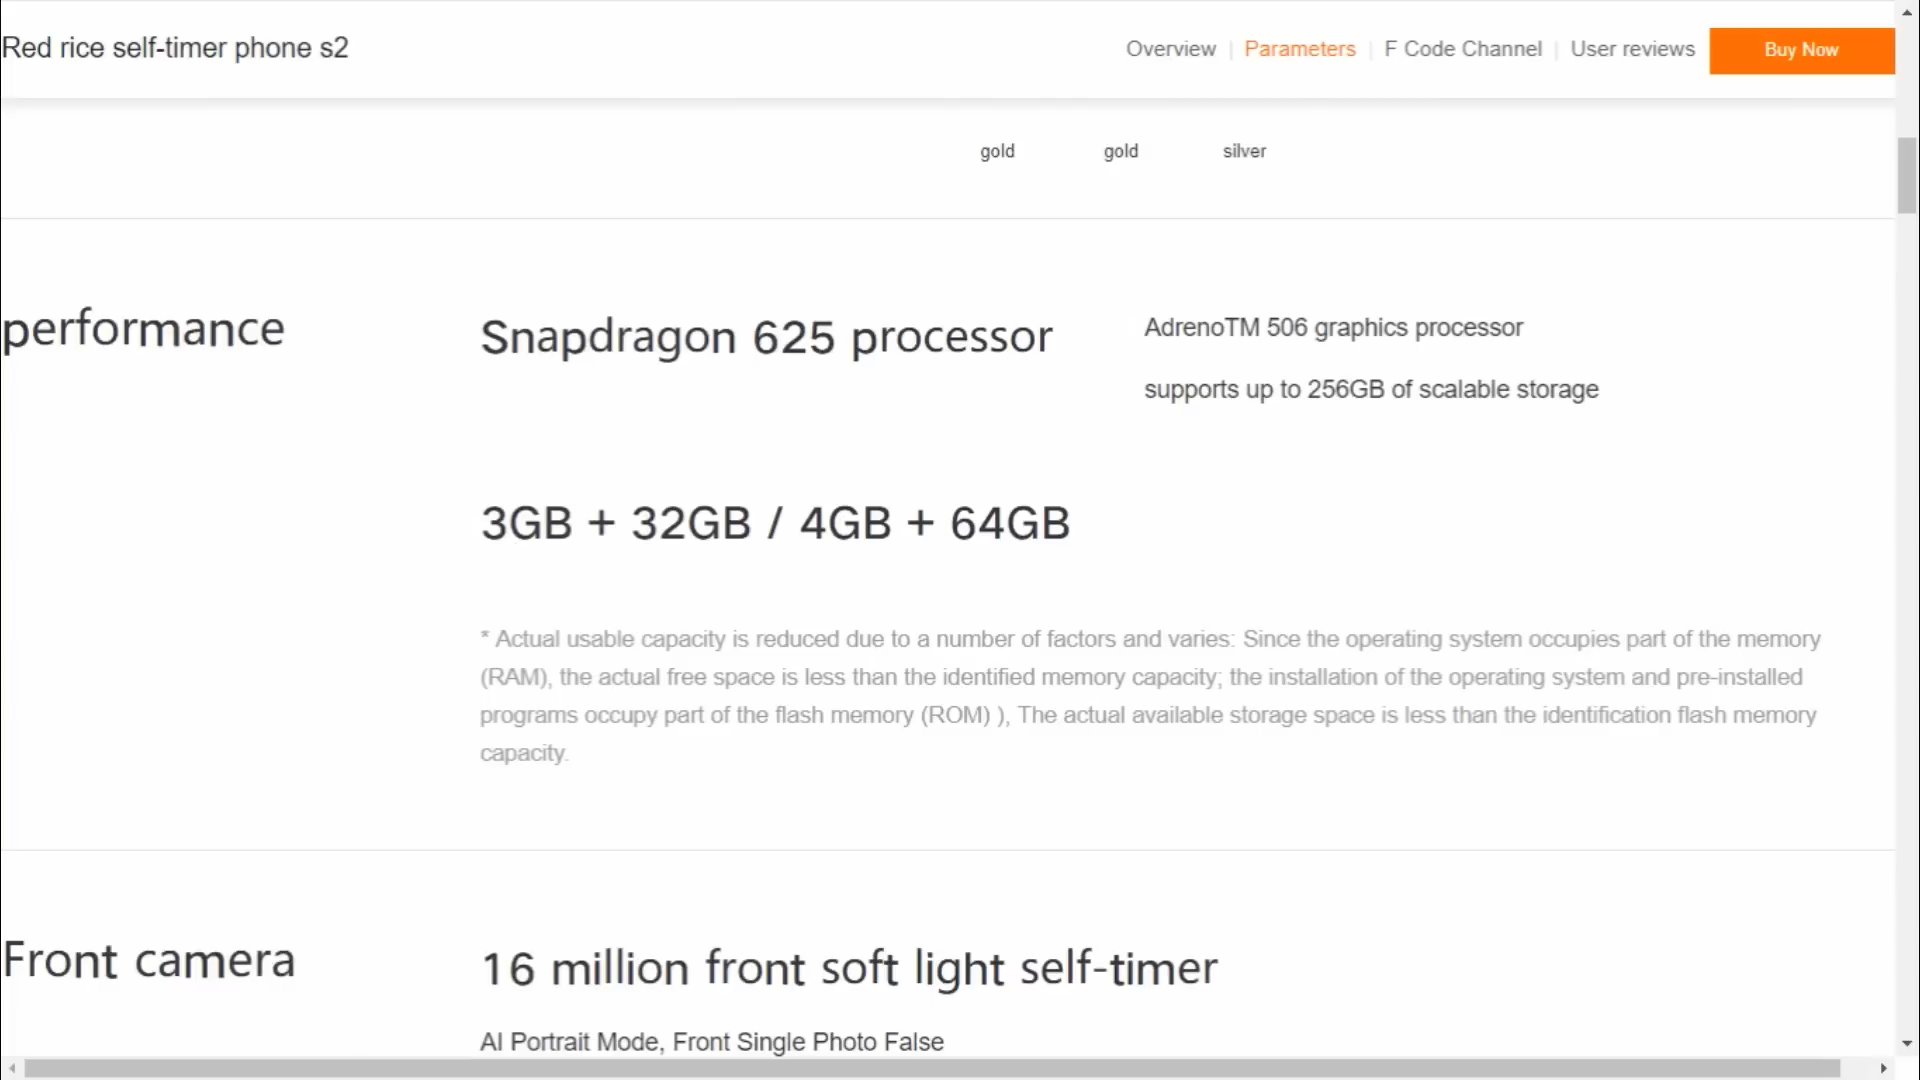 Red rice self-timer phone s2
Overview | Parameters | F Code Channel | User reviews Buy Now
gold gold silver
performance
Snapdragon 625 processor
AdrenoTM 506 graphics processor
supports up to 256GB of scalable storage
3GB + 32GB / 4GB + 64GB
* Actual usable capacity is reduced due to a number of factors and varies: Since the operating system occupies part of the memory
(RAM), the actual free space is less than the identified memory capacity; the installation of the operating system and pre-installed
programs occupy part of the flash memory (ROM) ), The actual available storage space is less than the identification flash memory
capacity.
Front camera
16 million front soft light self-timer
AI Portrait Mode, Front Single Photo False